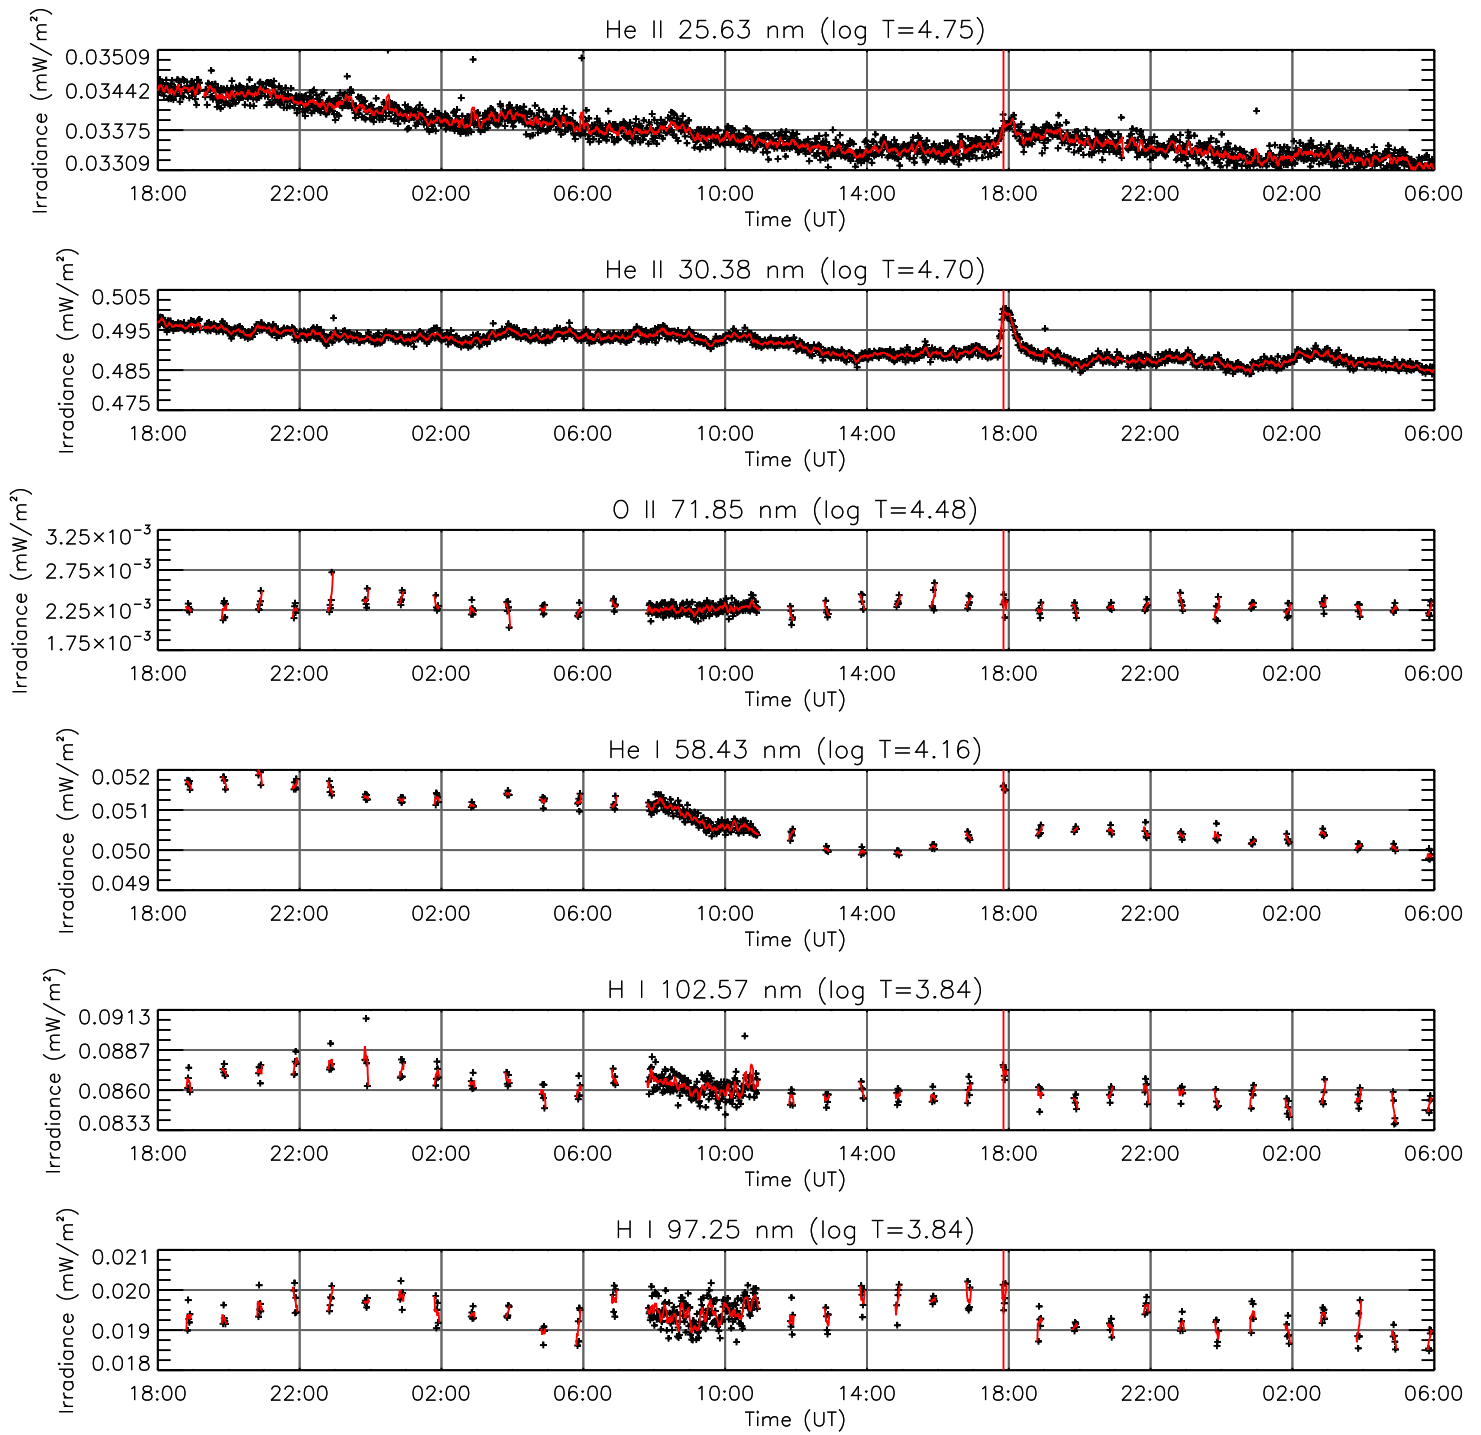 He II 25.63 nm (log T=4.75)
Irradiance (mW/m²)
0.03509
0.03442
0.03375
0.03309
18:00 22:00 02:00 06:00 10:00 14:00 18:00 22:00 02:00 06:00
Time (UT)
He II 30.38 nm (log T=4.70)
Irradiance (mW/m²)
0.505
0.495
0.485
0.475
18:00 22:00 02:00 06:00 10:00 14:00 18:00 22:00 02:00 06:00
Time (UT)
O II 71.85 nm (log T=4.48)
Irradiance (mW/m²)
3.25×10⁻³
2.75×10⁻³
2.25×10⁻³
1.75×10⁻³
18:00 22:00 02:00 06:00 10:00 14:00 18:00 22:00 02:00 06:00
Time (UT)
He I 58.43 nm (log T=4.16)
Irradiance (mW/m²)
0.052
0.051
0.050
0.049
18:00 22:00 02:00 06:00 10:00 14:00 18:00 22:00 02:00 06:00
Time (UT)
H I 102.57 nm (log T=3.84)
Irradiance (mW/m²)
0.0913
0.0887
0.0860
0.0833
18:00 22:00 02:00 06:00 10:00 14:00 18:00 22:00 02:00 06:00
Time (UT)
H I 97.25 nm (log T=3.84)
Irradiance (mW/m²)
0.021
0.020
0.019
0.018
18:00 22:00 02:00 06:00 10:00 14:00 18:00 22:00 02:00 06:00
Time (UT)